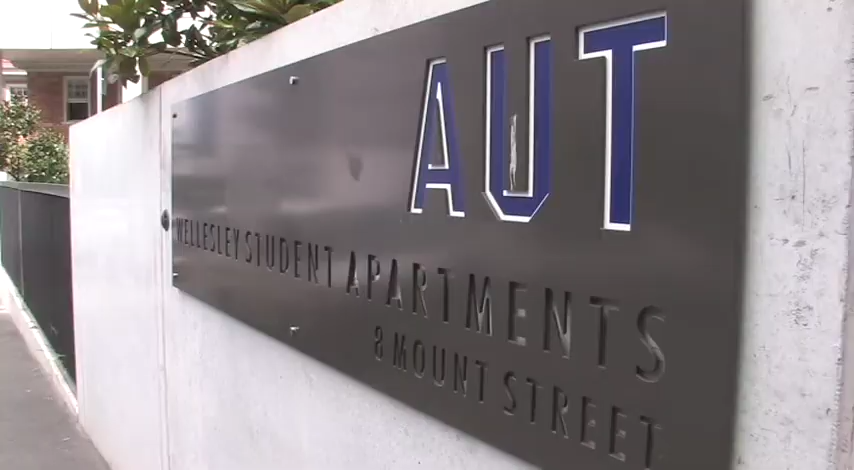 AUT
WELLESLEY STUDENT APARTMENTS
8 MOUNT STREET